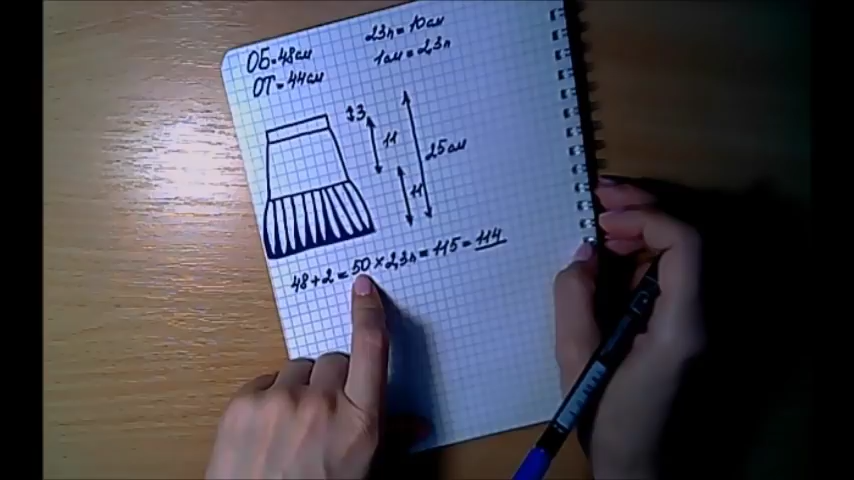 ОБ=48см
ОТ=44см
23п=10см
1см=2,3п
3
11
25см
11
48+2=50×2,3п=115=114